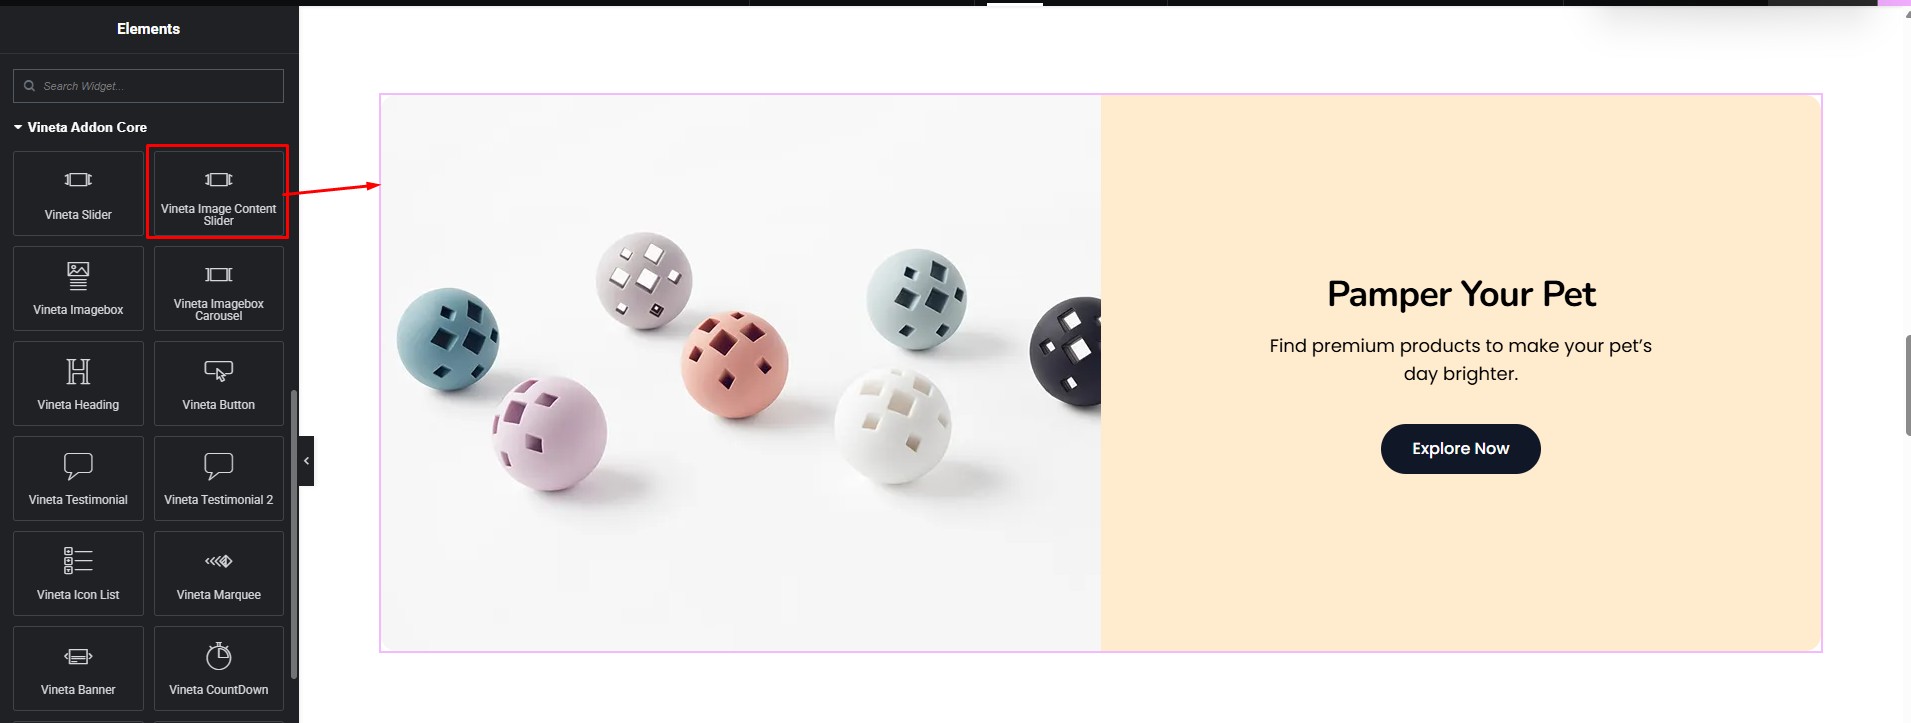 Elements
Search Widget...
Vineta Addon Core
Vineta Slider
Vineta Image Content
Slider
Vineta Imagebox
Vineta Imagebox
Carousel
Vineta Heading
Vineta Button
Vineta Testimonial
Vineta Testimonial 2
Vineta Icon List
Vineta Marquee
Vineta Banner
Vineta CountDown
Pamper Your Pet
Find premium products to make your pet’s
day brighter.
Explore Now